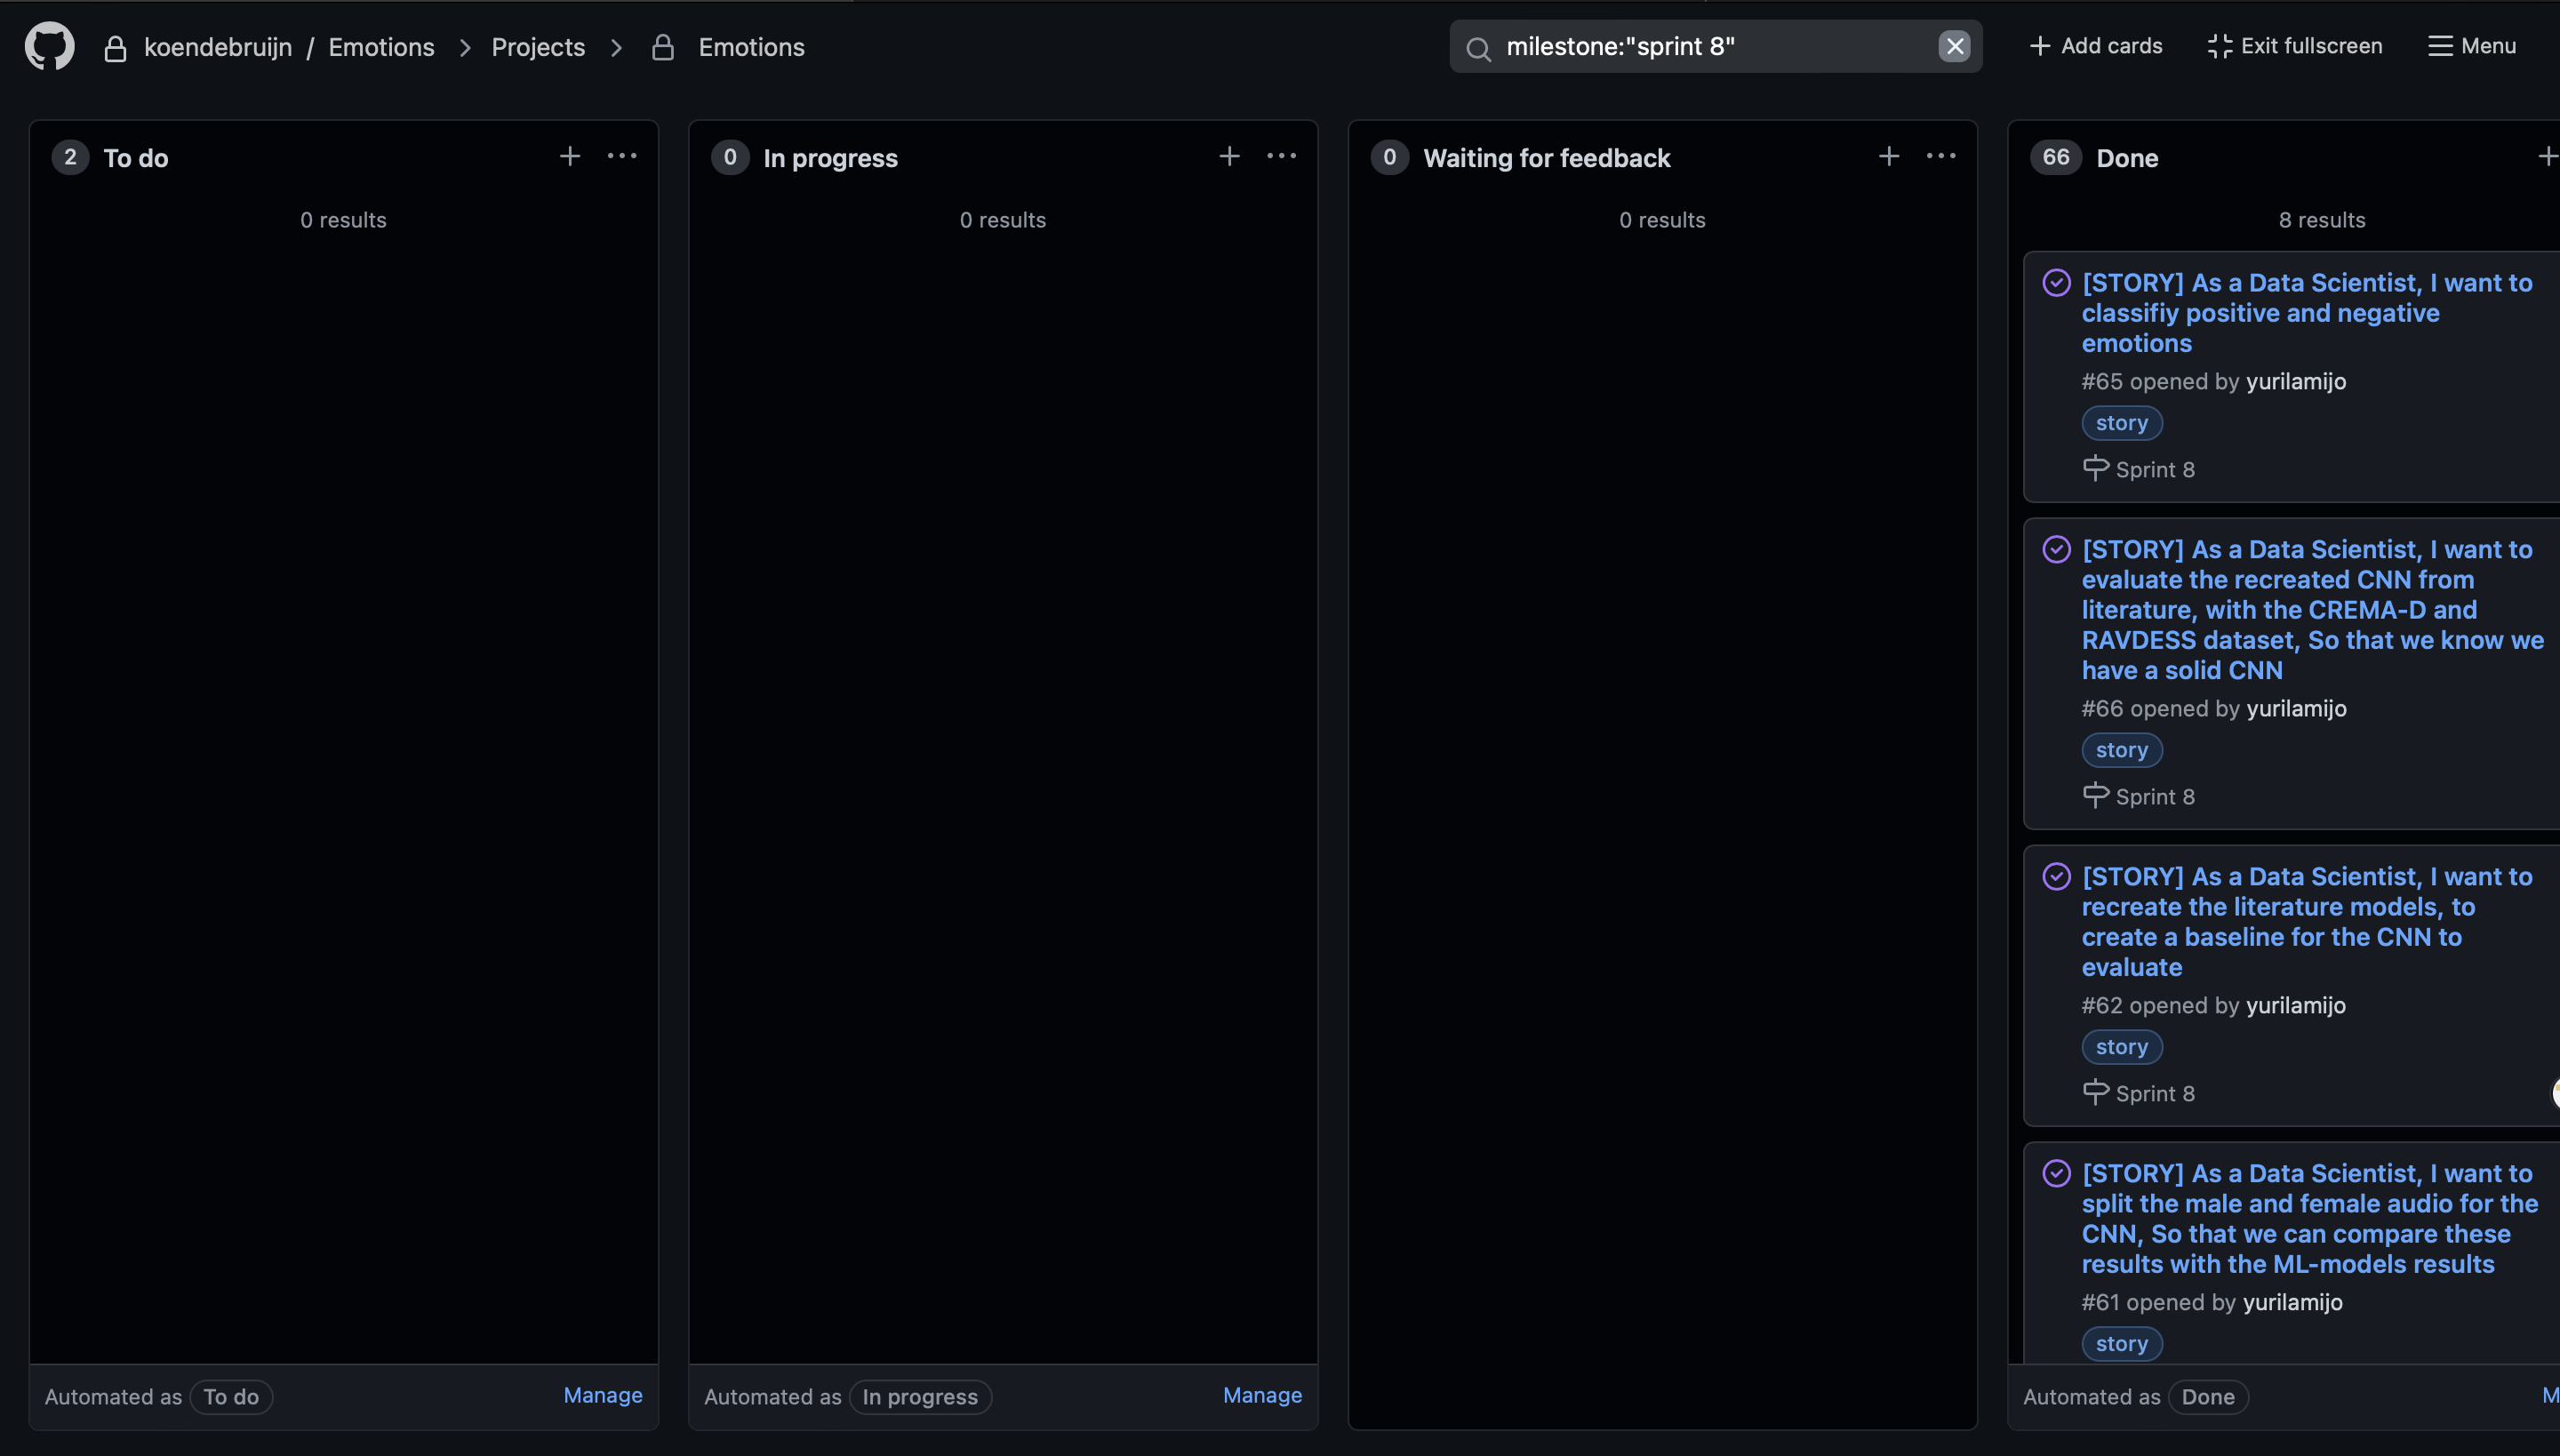 koendebruijn / Emotions > Projects > Emotions
milestone:"sprint 8"
Add cards
Exit fullscreen
Menu
2 To do
0 results
Automated as To do
Manage
0 In progress
0 results
Automated as In progress
Manage
0 Waiting for feedback
0 results
66 Done
8 results
[STORY] As a Data Scientist, I want to
classifiy positive and negative
emotions
#65 opened by yurilamijo
story
Sprint 8
[STORY] As a Data Scientist, I want to
evaluate the recreated CNN from
literature, with the CREMA-D and
RAVDESS dataset, So that we know we
have a solid CNN
#66 opened by yurilamijo
story
Sprint 8
[STORY] As a Data Scientist, I want to
recreate the literature models, to
create a baseline for the CNN to
evaluate
#62 opened by yurilamijo
story
Sprint 8
[STORY] As a Data Scientist, I want to
split the male and female audio for the
CNN, So that we can compare these
results with the ML-models results
#61 opened by yurilamijo
story
Automated as Done